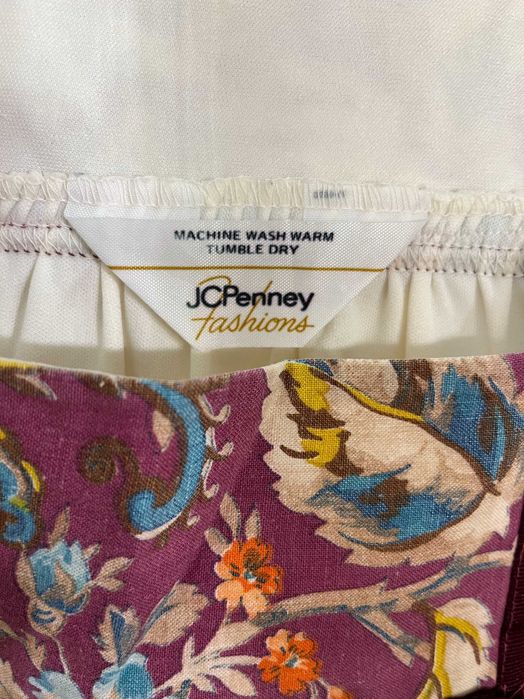 MACHINE WASH WARM
TUMBLE DRY
JCPenney
Fashions